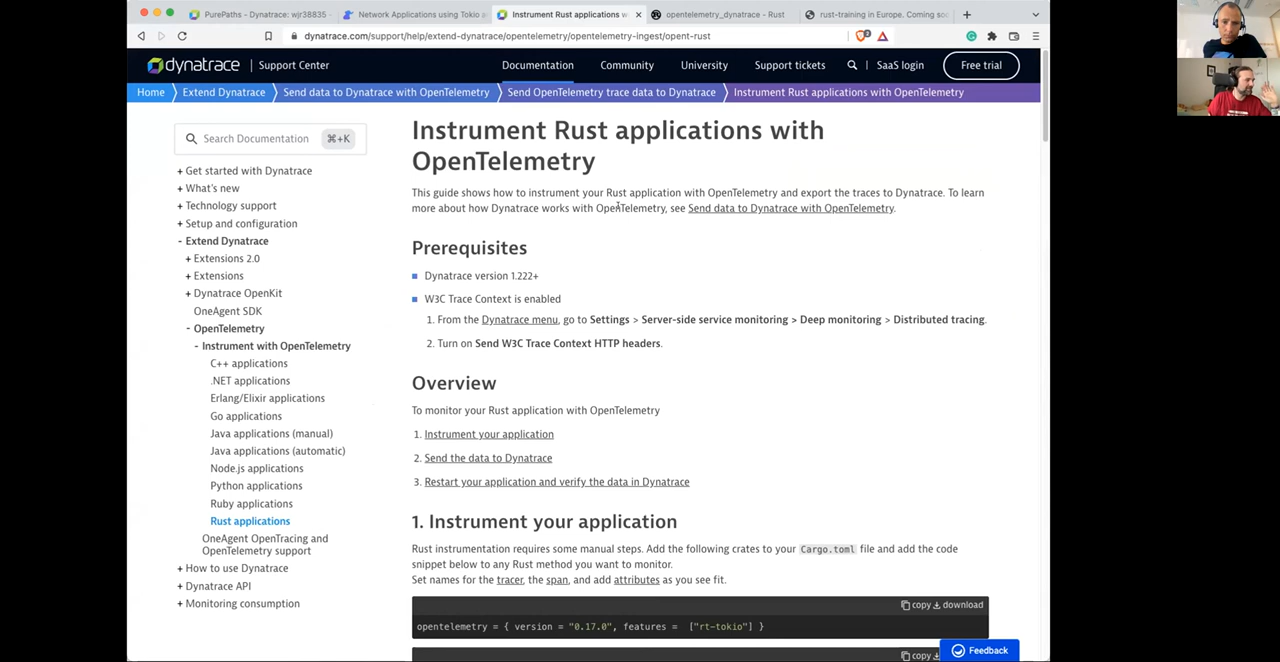 PurePaths - Dynatrace: wjr38835
Network Applications using Tokio a
Instrument Rust applications w
opentelemetry_dynatrace - Rust
rust-training in Europe. Coming soo
dynatrace.com/support/help/extend-dynatrace/opentelemetry/opentelemetry-ingest/opent-rust
dynatrace | Support Center
Documentation
Community
University
Support tickets
SaaS login
Free trial
Home
Extend Dynatrace
Send data to Dynatrace with OpenTelemetry
Send OpenTelemetry trace data to Dynatrace
Instrument Rust applications with OpenTelemetry
Search Documentation ⌘+K
+ Get started with Dynatrace
+ What's new
+ Technology support
+ Setup and configuration
- Extend Dynatrace
+ Extensions 2.0
+ Extensions
+ Dynatrace OpenKit
OneAgent SDK
- OpenTelemetry
- Instrument with OpenTelemetry
C++ applications
.NET applications
Erlang/Elixir applications
Go applications
Java applications (manual)
Java applications (automatic)
Node.js applications
Python applications
Ruby applications
Rust applications
OneAgent OpenTracing and
OpenTelemetry support
+ How to use Dynatrace
+ Dynatrace API
+ Monitoring consumption
Instrument Rust applications with
OpenTelemetry
This guide shows how to instrument your Rust application with OpenTelemetry and export the traces to Dynatrace. To learn
more about how Dynatrace works with OpenTelemetry, see Send data to Dynatrace with OpenTelemetry.
Prerequisites
Dynatrace version 1.222+
W3C Trace Context is enabled
1. From the Dynatrace menu, go to Settings > Server-side service monitoring > Deep monitoring > Distributed tracing.
2. Turn on Send W3C Trace Context HTTP headers.
Overview
To monitor your Rust application with OpenTelemetry
1. Instrument your application
2. Send the data to Dynatrace
3. Restart your application and verify the data in Dynatrace
1. Instrument your application
Rust instrumentation requires some manual steps. Add the following crates to your Cargo.toml file and add the code
snippet below to any Rust method you want to monitor.
Set names for the tracer, the span, and add attributes as you see fit.
copy download
opentelemetry = { version = "0.17.0", features = ["rt-tokio"] }
copy
Feedback